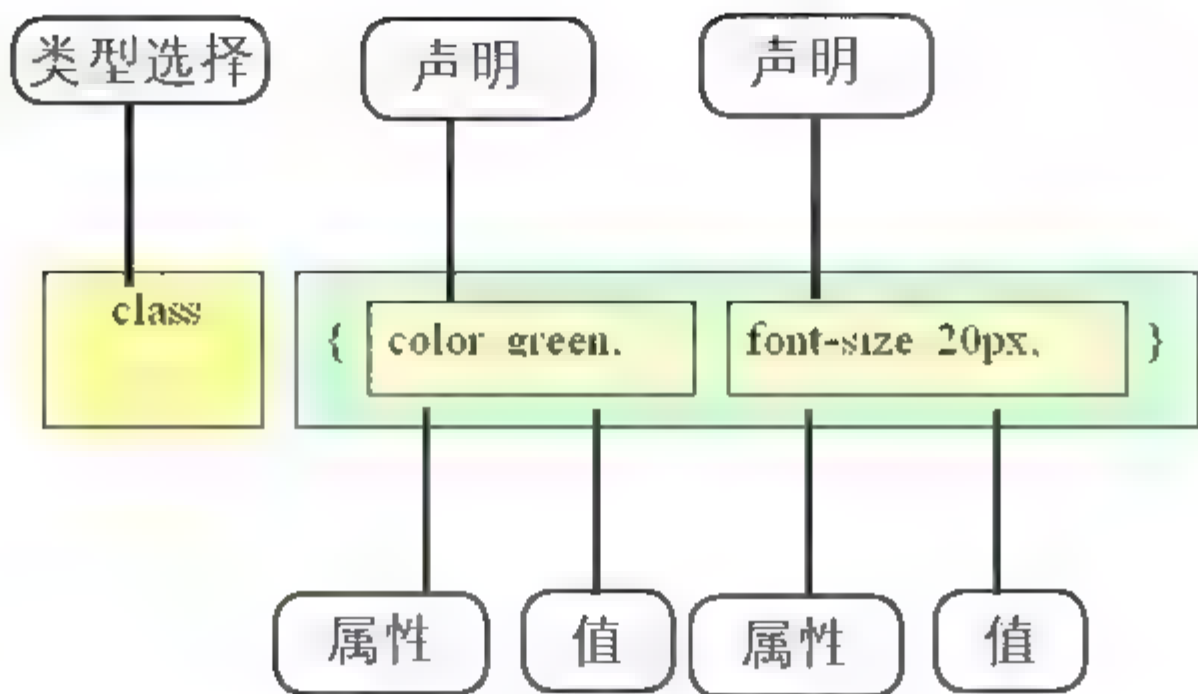 类型选择
声明
声明
class
{ color green. font-size 20px. }
属性
值
属性
值